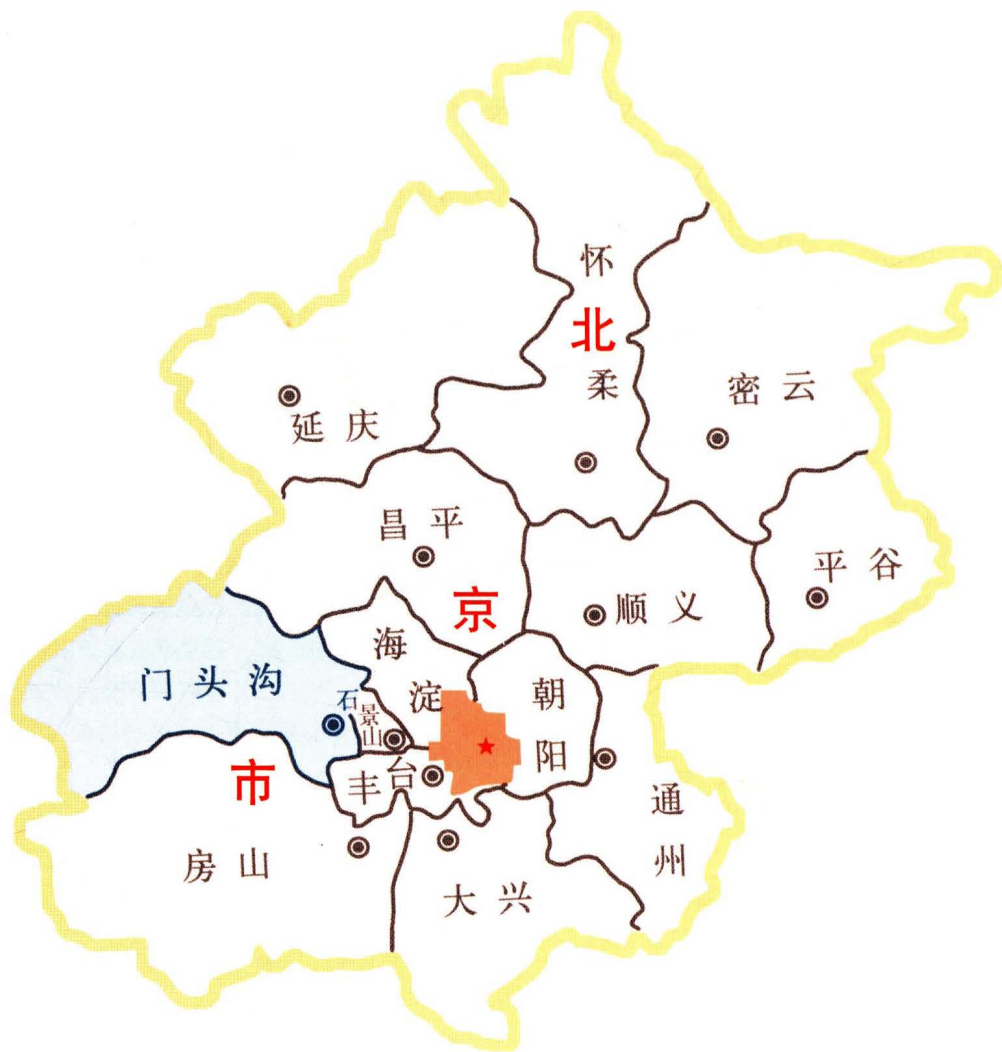 怀柔
北
密云
延庆
昌平
平谷
京
顺义
海淀
门头沟
朝阳
石景山
丰台
市
通州
房山
大兴